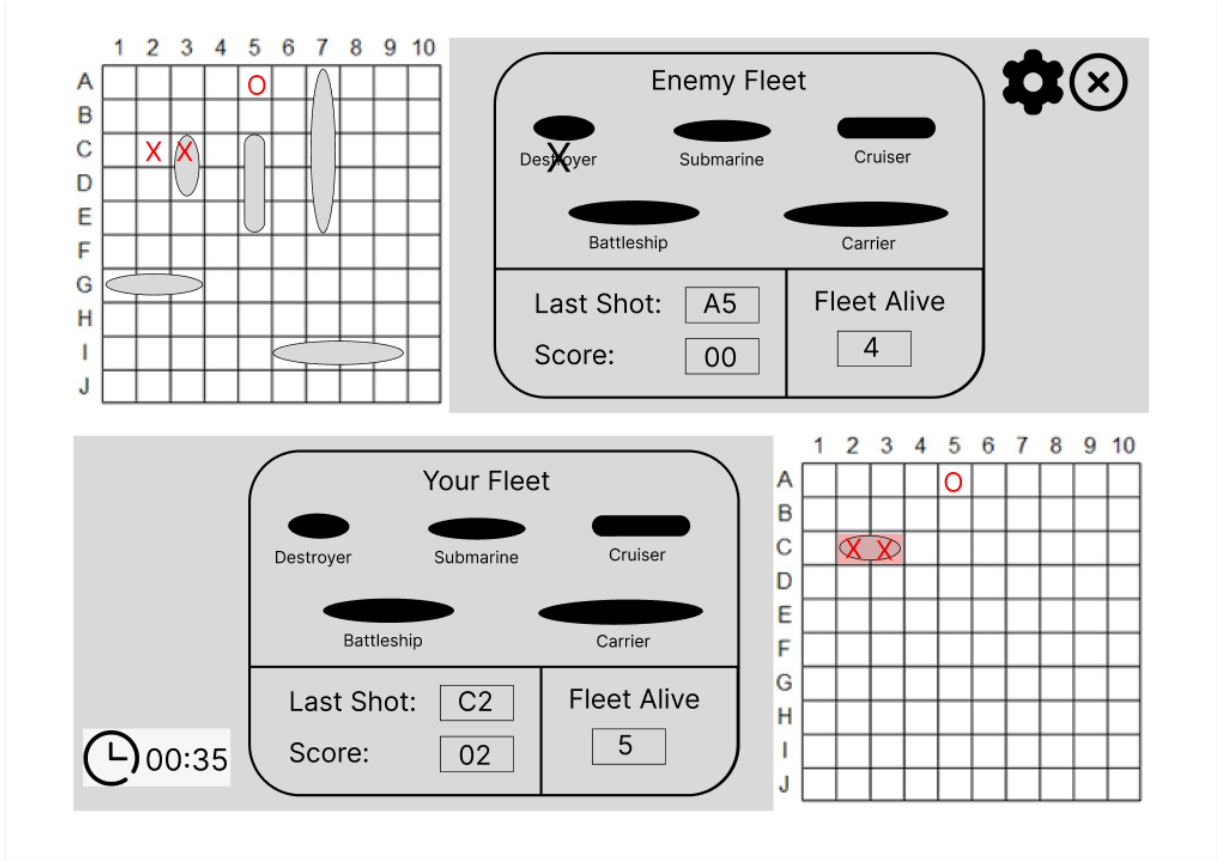 1 2 3 4 5 6 7 8 9 10
A
B
C
D
E
F
G
H
I
J
O
X X
Enemy Fleet
Destroyer
X
Submarine
Cruiser
Battleship
Carrier
Last Shot: A5
Score: 00
Fleet Alive
4
Your Fleet
Destroyer
Submarine
Cruiser
Battleship
Carrier
Last Shot: C2
Score: 02
Fleet Alive
5
00:35
1 2 3 4 5 6 7 8 9 10
A
B
C
D
E
F
G
H
I
J
O
X X